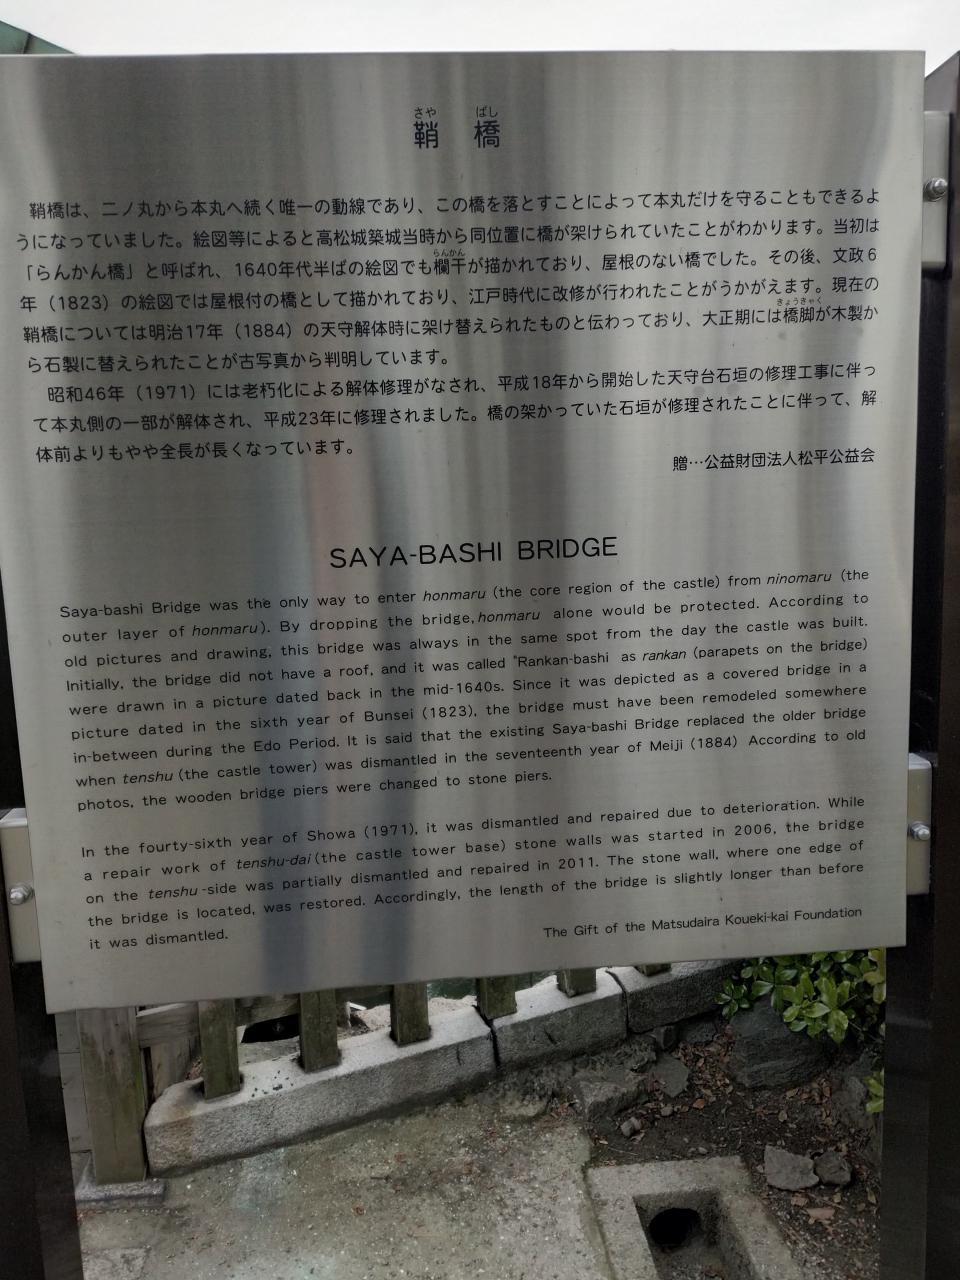 さや ばし
鞘 橋
鞘橋は、二ノ丸から本丸へ続く唯一の動線であり、この橋を落とすことによって本丸だけを守ることもできるよ
うになっていました。絵図等によると高松城築城当時から同位置に橋が架けられていたことがわかります。当初は
らんかん
「らんかん橋」と呼ばれ、1640年代半ばの絵図でも欄干が描かれており、屋根のない橋でした。その後、文政6
年（1823）の絵図では屋根付の橋として描かれており、江戸時代に改修が行われたことがうかがえます。現在の
きょうきゃく
鞘橋については明治17年（1884）の天守解体時に架け替えられたものと伝わっており、大正期には橋脚が木製か
ら石製に替えられたことが古写真から判明しています。
昭和46年（1971）には老朽化による解体修理がなされ、平成18年から開始した天守台石垣の修理工事に伴っ
て本丸側の一部が解体され、平成23年に修理されました。橋の架かっていた石垣が修理されたことに伴って、解
体前よりもやや全長が長くなっています。
贈…公益財団法人松平公益会
SAYA-BASHI BRIDGE
Saya-bashi Bridge was the only way to enter honmaru (the core region of the castle) from ninomaru (the
outer layer of honmaru). By dropping the bridge, honmaru alone would be protected. According to
old pictures and drawing, this bridge was always in the same spot from the day the castle was built.
Initially, the bridge did not have a roof, and it was called "Rankan-bashi as rankan (parapets on the bridge)
were drawn in a picture dated back in the mid-1640s. Since it was depicted as a covered bridge in a
picture dated in the sixth year of Bunsei (1823), the bridge must have been remodeled somewhere
in-between during the Edo Period. It is said that the existing Saya-bashi Bridge replaced the older bridge
when tenshu (the castle tower) was dismantled in the seventeenth year of Meiji (1884) According to old
photos, the wooden bridge piers were changed to stone piers.
In the fourty-sixth year of Showa (1971), it was dismantled and repaired due to deterioration. While
a repair work of tenshu-dai (the castle tower base) stone walls was started in 2006, the bridge
on the tenshu -side was partially dismantled and repaired in 2011. The stone wall, where one edge of
the bridge is located, was restored. Accordingly, the length of the bridge is slightly longer than before
it was dismantled.
The Gift of the Matsudaira Koueki-kai Foundation